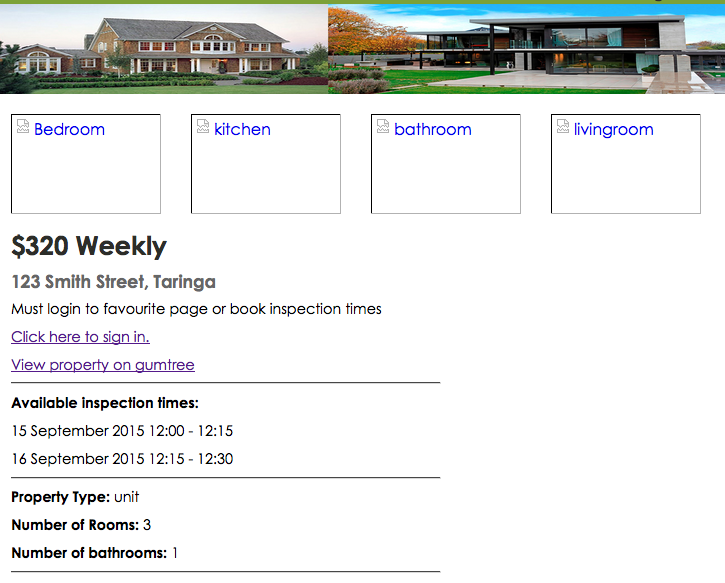 Bedroom kitchen bathroom livingroom
$320 Weekly
123 Smith Street, Taringa
Must login to favourite page or book inspection times
Click here to sign in.
View property on gumtree
Available inspection times:
15 September 2015 12:00 - 12:15
16 September 2015 12:15 - 12:30
Property Type: unit
Number of Rooms: 3
Number of bathrooms: 1